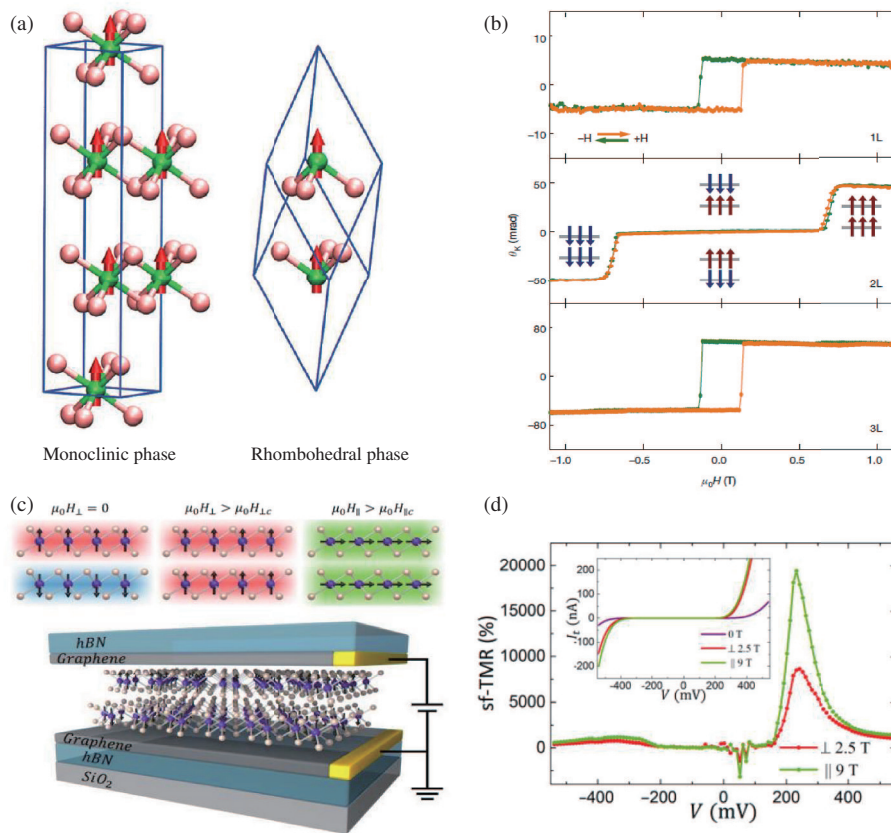 (a)
Monoclinic phase
Rhombohedral phase
(b)
10
0
−10
−H
+H
1L
50
0
−50
θK (mrad)
2L
80
0
−80
3L
−1.0
−0.5
0.0
0.5
1.0
μ0H (T)
(c)
μ0H⊥ = 0
μ0H⊥ > μ0H⊥c
μ0H∥ > μ0H∥c
hBN
Graphene
Graphene
hBN
SiO2
(d)
20000
15000
10000
5000
0
sf-TMR (%)
200
100
0
-100
-200
It (nA)
0 T
⊥ 2.5 T
∥ 9 T
-400
0
400
V (mV)
⊥ 2.5 T
∥ 9 T
-400
-200
0
200
400
V (mV)